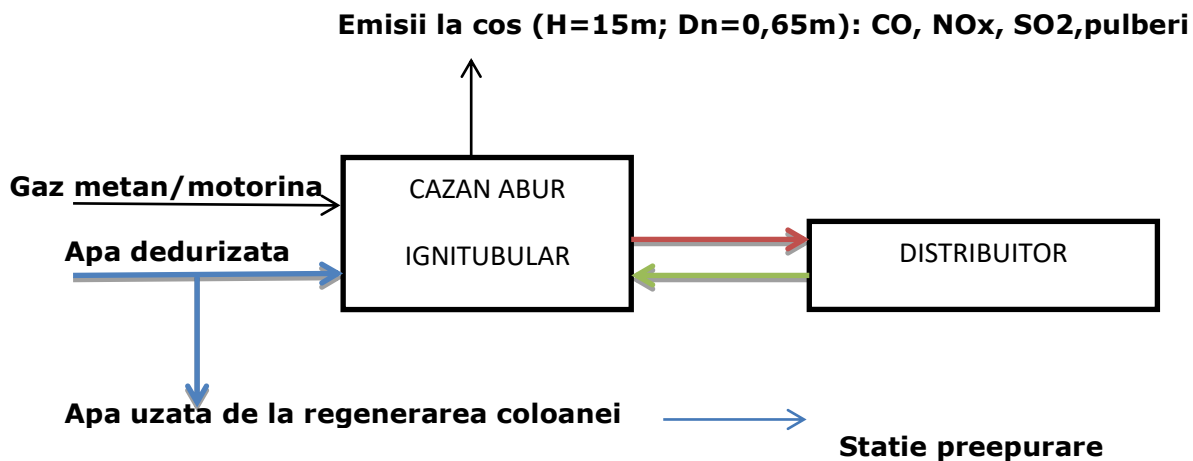 Emisii la cos (H=15m; Dn=0,65m): CO, NOx, SO2,pulberi
Gaz metan/motorina
CAZAN ABUR
IGNITUBULAR
Apa dedurizata
DISTRIBUITOR
Apa uzata de la regenerarea coloanei
Statie preepurare